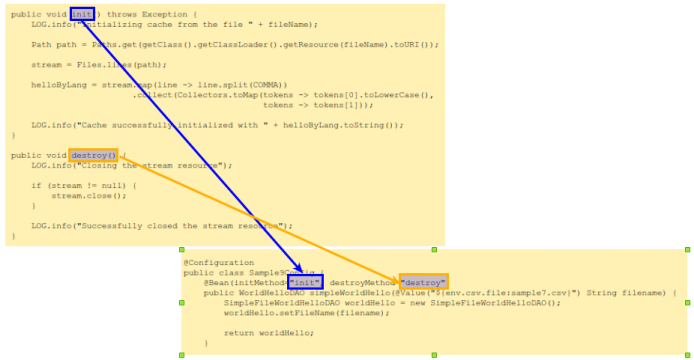 public void init() throws Exception {
LOG.info("Initializing cache from the file " + fileName);
Path path = Paths.get(getClass().getClassLoader().getResource(fileName).toURI());
stream = Files.lines(path);
helloByLang = stream.map(line -> line.split(COMMA))
.collect(Collectors.toMap(tokens -> tokens[0].toLowerCase(),
tokens -> tokens[1]));
LOG.info("Cache successfully initialized with " + helloByLang.toString());
}
public void destroy() {
LOG.info("Closing the stream resource");
if (stream != null) {
stream.close();
}
LOG.info("Successfully closed the stream resource");
}
@Configuration
public class Sample9Config {
@Bean(initMethod="init", destroyMethod="destroy"
public WorldHelloDAO simpleWorldHello(@Value("${env.csv.file:sample7.csv}") String filename) {
SimpleFileWorldHelloDAO worldHello = new SimpleFileWorldHelloDAO();
worldHello.setFileName(filename);
return worldHello;
}